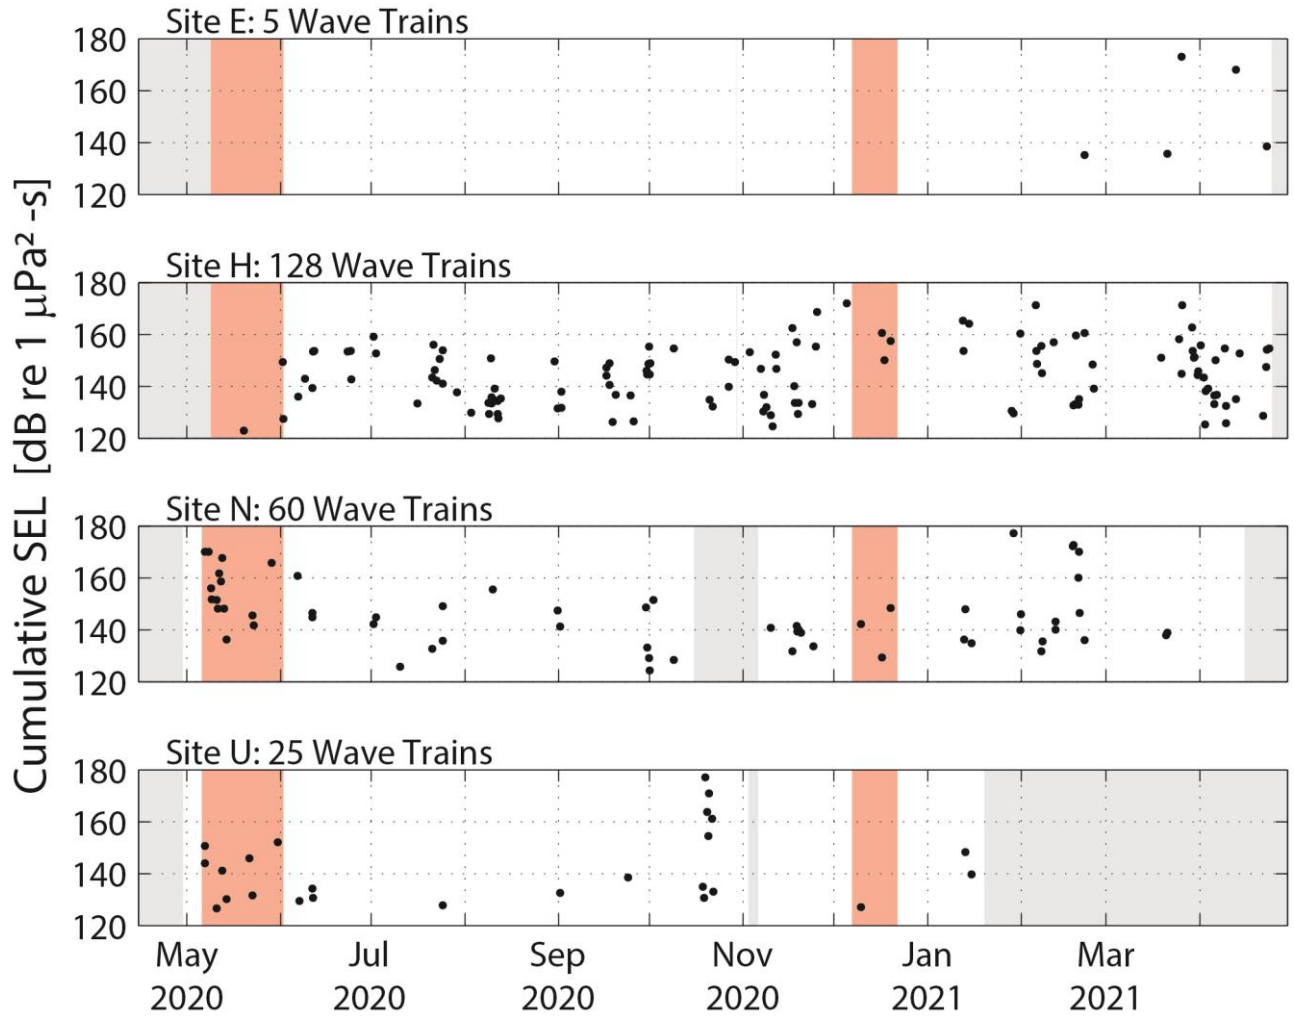 Site E: 5 Wave Trains
180
160
140
120
Site H: 128 Wave Trains
180
160
140
120
Site N: 60 Wave Trains
180
160
140
120
Site U: 25 Wave Trains
180
160
140
120
Cumulative SEL [dB re 1 μPa² -s]
May Jul Sep Nov Jan Mar
2020 2020 2020 2020 2021 2021